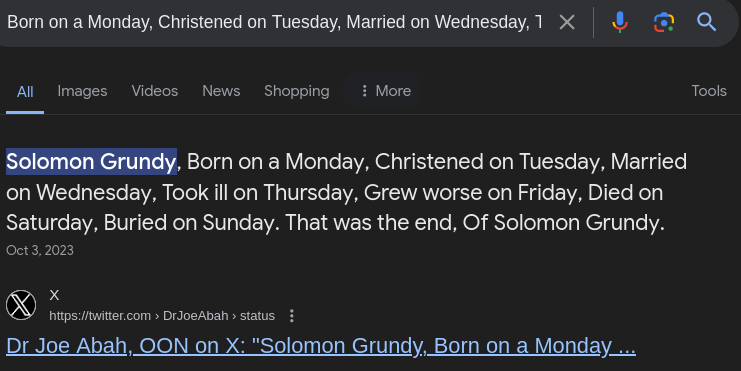 Born on a Monday, Christened on Tuesday, Married on Wednesday, T
All Images Videos News Shopping More Tools
Solomon Grundy, Born on a Monday, Christened on Tuesday, Married
on Wednesday, Took ill on Thursday, Grew worse on Friday, Died on
Saturday, Buried on Sunday. That was the end, Of Solomon Grundy.
Oct 3, 2023
X
https://twitter.com › DrJoeAbah › status
Dr Joe Abah, OON on X: "Solomon Grundy, Born on a Monday ...